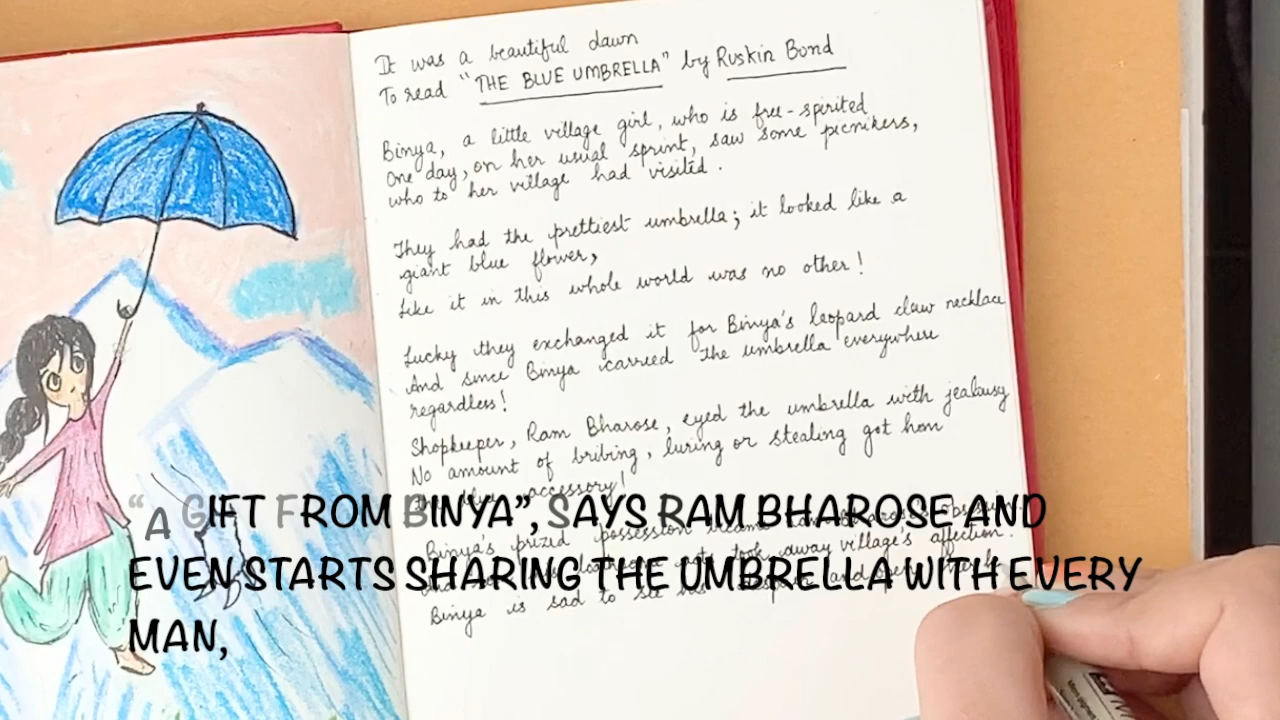 It was a beautiful dawn
To read "THE BLUE UMBRELLA" by Ruskin Bond
Binya, a little village girl, who is free-spirited
One day, on her usual sprint, saw some picnikers,
who to her village had visited.
They had the prettiest umbrella; it looked like a
giant blue flower,
Like it in this whole world was no other!
Lucky they exchanged it for Binya's leopard claw necklace
And since Binya carried the umbrella everywhere
regardless!
Shopkeeper, Ram Bharose, eyed the umbrella with jealousy
No amount of bribing, luring or stealing got him
accessory!
Binya's prized possession
took away village's affection.
Binya is sad to see his
"A GIFT FROM BINYA", SAYS RAM BHAROSE AND
EVEN STARTS SHARING THE UMBRELLA WITH EVERY
MAN,